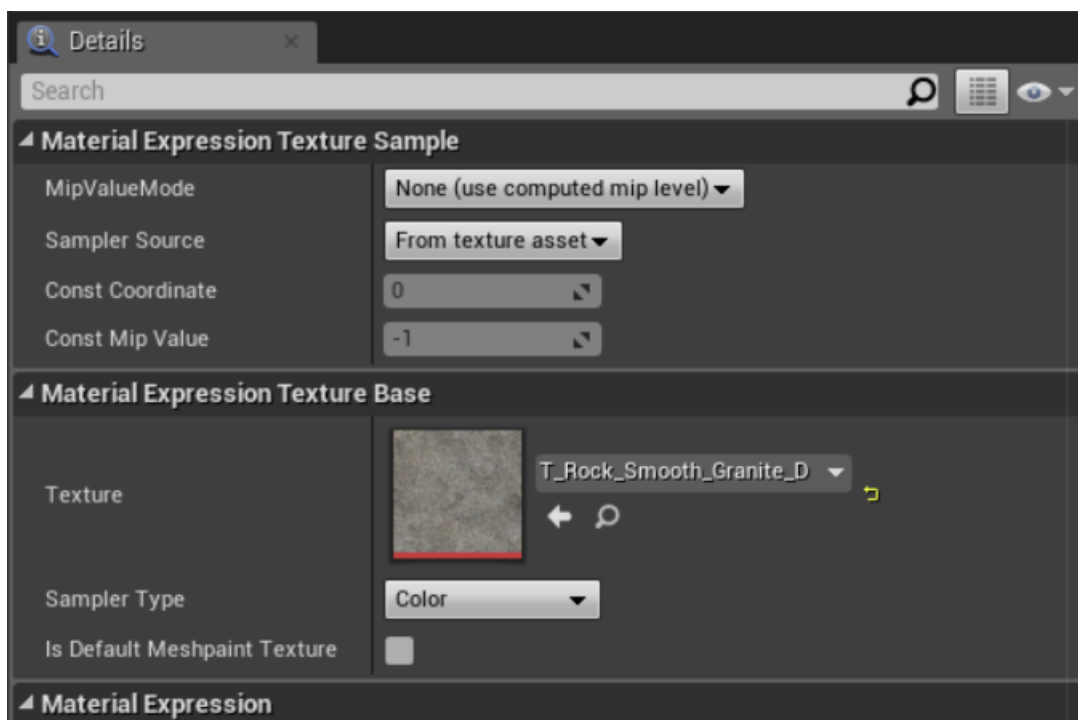 Details
Search
Material Expression Texture Sample
MipValueMode
None (use computed mip level)
Sampler Source
From texture asset
Const Coordinate
0
Const Mip Value
-1
Material Expression Texture Base
Texture
T_Rock_Smooth_Granite_D
Sampler Type
Color
Is Default Meshpaint Texture
Material Expression